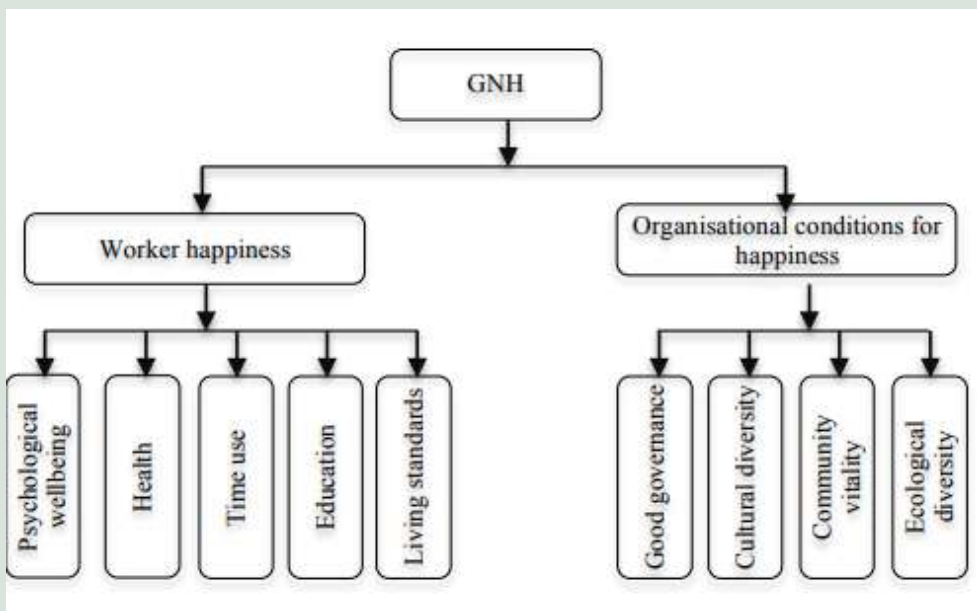 GNH
Worker happiness
Organisational conditions for
happiness
Psychological
wellbeing
Health
Time use
Education
Living standards
Good governance
Cultural diversity
Community
vitality
Ecological
diversity